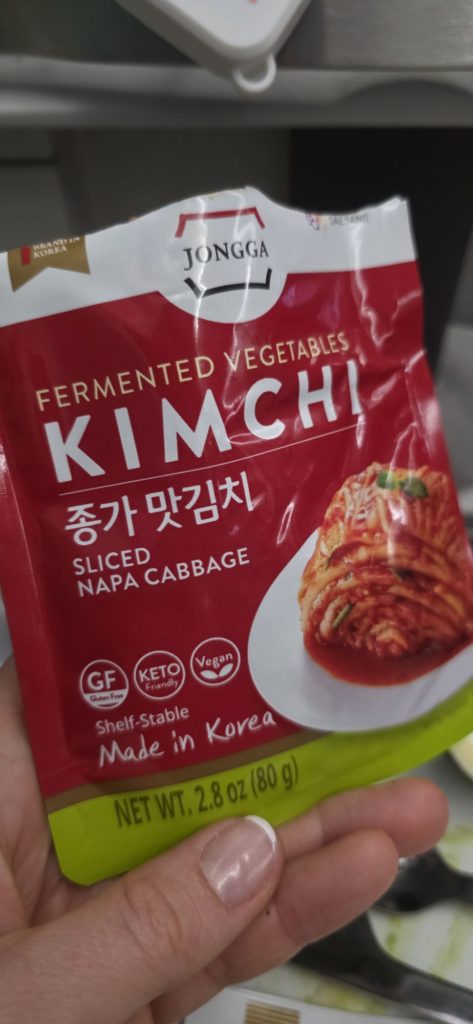 BRAND IN
KOREA
JONGGA
DAESANG
FERMENTED VEGETABLES
KIMCHI
종가 맛김치
SLICED
NAPA CABBAGE
GF
Gluten Free
KETO
Friendly
Vegan
Shelf-Stable
Made in Korea
NET WT. 2.8 oz (80 g)